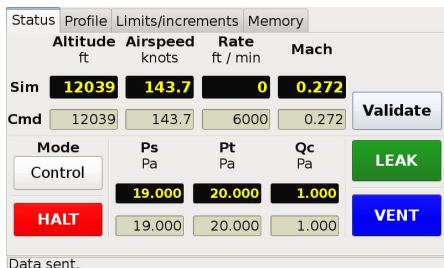 Status Profile Limits/increments Memory
Altitude Airspeed Rate Mach
ft knots ft / min
Sim 12039 143.7 0 0.272
Cmd 12039 143.7 6000 0.272 Validate
Mode Ps Pt Qc
Pa Pa Pa
Control LEAK
19.000 20.000 1.000
HALT 19.000 20.000 1.000 VENT
Data sent.